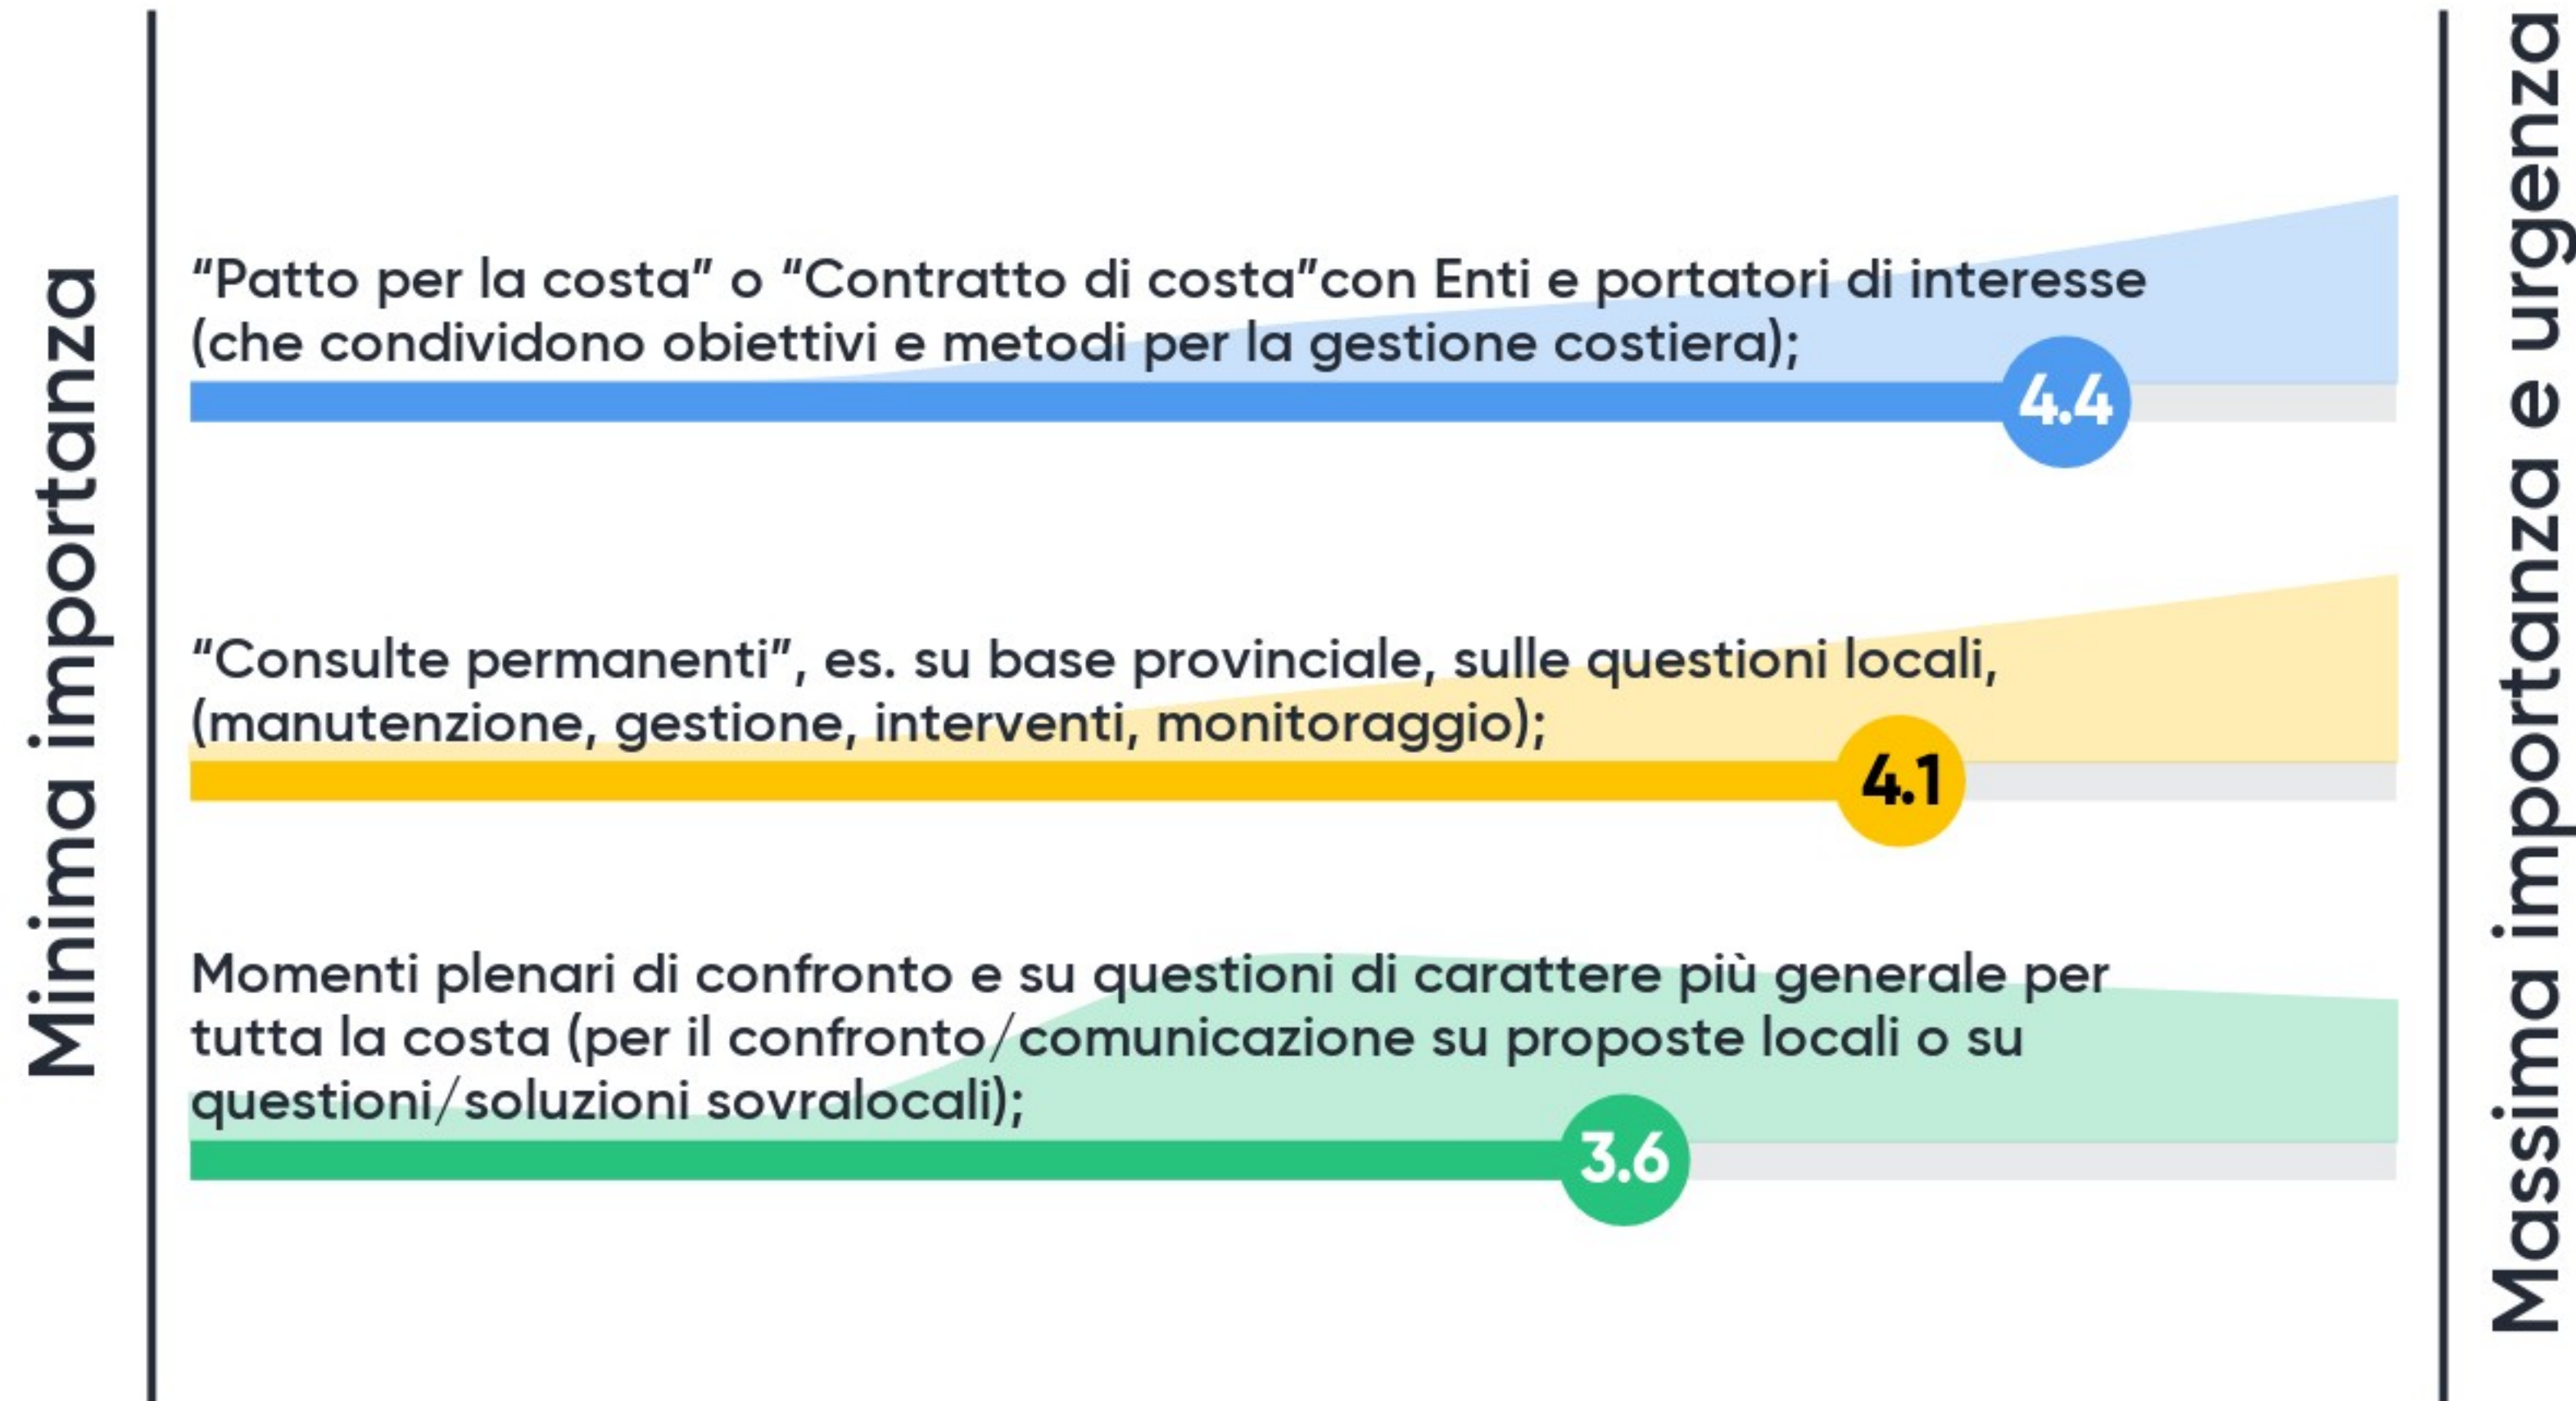 Minima importanza
“Patto per la costa” o “Contratto di costa”con Enti e portatori di interesse
(che condividono obiettivi e metodi per la gestione costiera);
4.4
“Consulte permanenti”, es. su base provinciale, sulle questioni locali,
(manutenzione, gestione, interventi, monitoraggio);
4.1
Momenti plenari di confronto e su questioni di carattere più generale per
tutta la costa (per il confronto/comunicazione su proposte locali o su
questioni/soluzioni sovralocali);
3.6
Massima importanza e urgenza